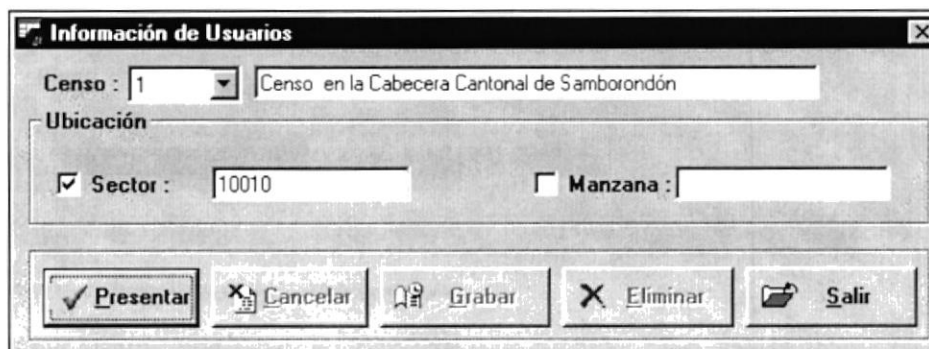 Información de Usuarios
Censo : 1 Censo en la Cabecera Cantonal de Samborondón
Ubicación
Sector : 10010 Manzana :
Presentar Cancelar Grabar Eliminar Salir